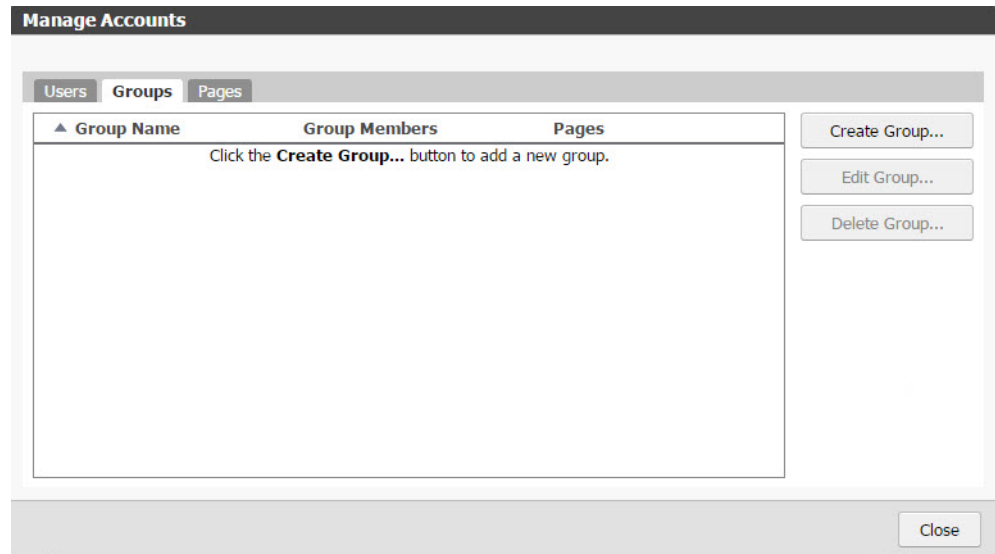 Manage Accounts
Users Groups Pages
Group Name Group Members Pages
Click the Create Group... button to add a new group.
Create Group...
Edit Group...
Delete Group...
Close